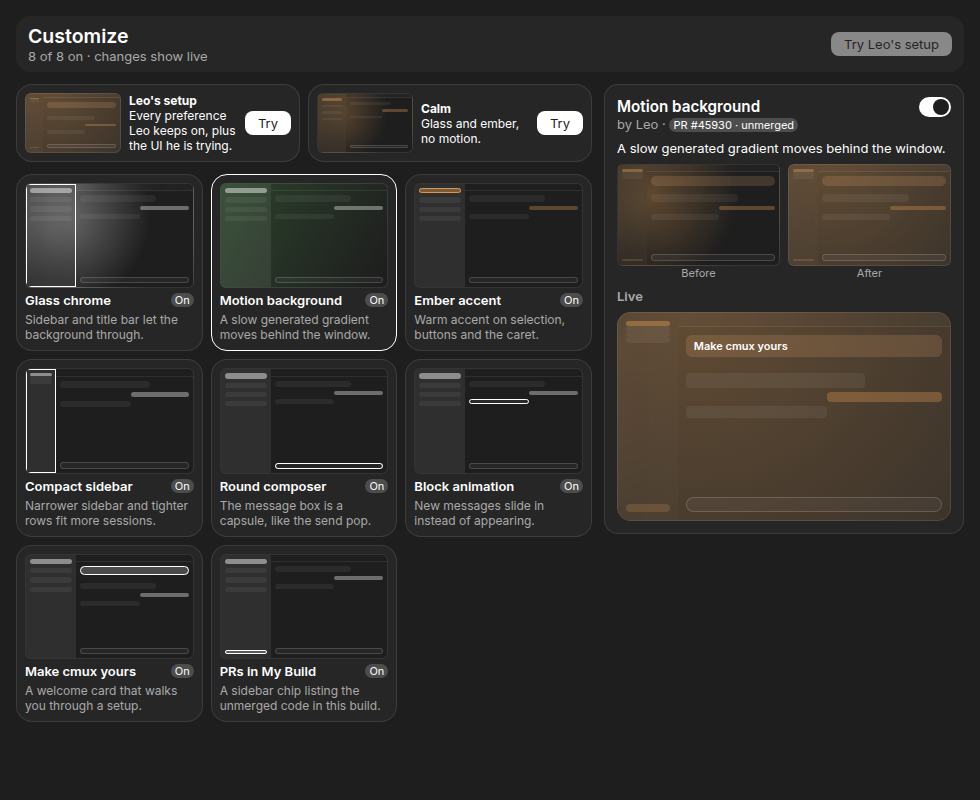 Customize
8 of 8 on · changes show live
Try Leo's setup
Leo's setup
Every preference
Leo keeps on, plus
the UI he is trying.
Try
Calm
Glass and ember,
no motion.
Try
Glass chrome
On
Sidebar and title bar let the
background through.
Motion background
On
A slow generated gradient
moves behind the window.
Ember accent
On
Warm accent on selection,
buttons and the caret.
Compact sidebar
On
Narrower sidebar and tighter
rows fit more sessions.
Round composer
On
The message box is a
capsule, like the send pop.
Block animation
On
New messages slide in
instead of appearing.
Make cmux yours
On
A welcome card that walks
you through a setup.
PRs in My Build
On
A sidebar chip listing the
unmerged code in this build.
Motion background
by Leo · PR #45930 · unmerged
A slow generated gradient moves behind the window.
Before
After
Live
Make cmux yours